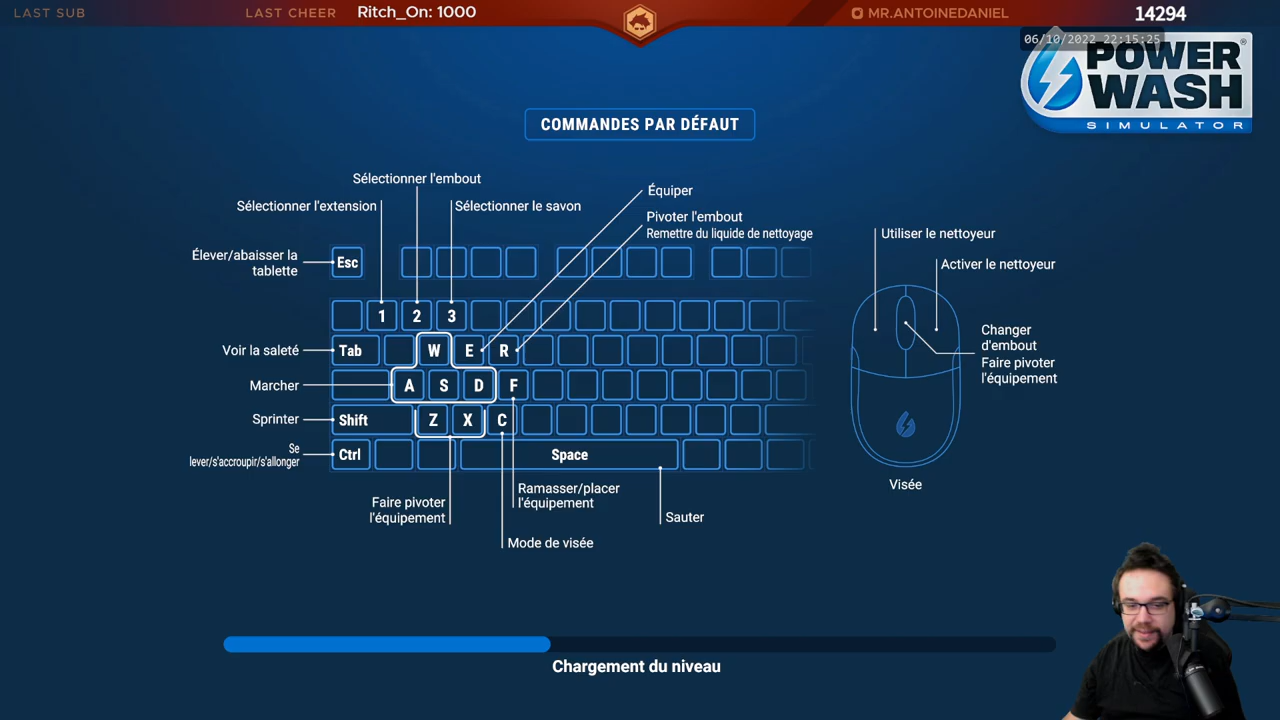 LAST SUB
LAST CHEER
Ritch_On: 1000
MR.ANTOINEDANIEL
14294
06/10/2022 22:15:25
POWER
WASH
SIMULATOR
COMMANDES PAR DÉFAUT
Sélectionner l'embout
Sélectionner l'extension
Sélectionner le savon
Équiper
Pivoter l'embout
Remettre du liquide de nettoyage
Élever/abaisser la
tablette
Esc
1 2 3
Voir la saleté
Tab
W E R
Marcher
A S D F
Sprinter
Shift
Z X C
Se
lever/s'accroupir/s'allonger
Ctrl
Space
Faire pivoter
l'équipement
Ramasser/placer
l'équipement
Mode de visée
Sauter
Utiliser le nettoyeur
Activer le nettoyeur
Changer
d'embout
Faire pivoter
l'équipement
Visée
Chargement du niveau